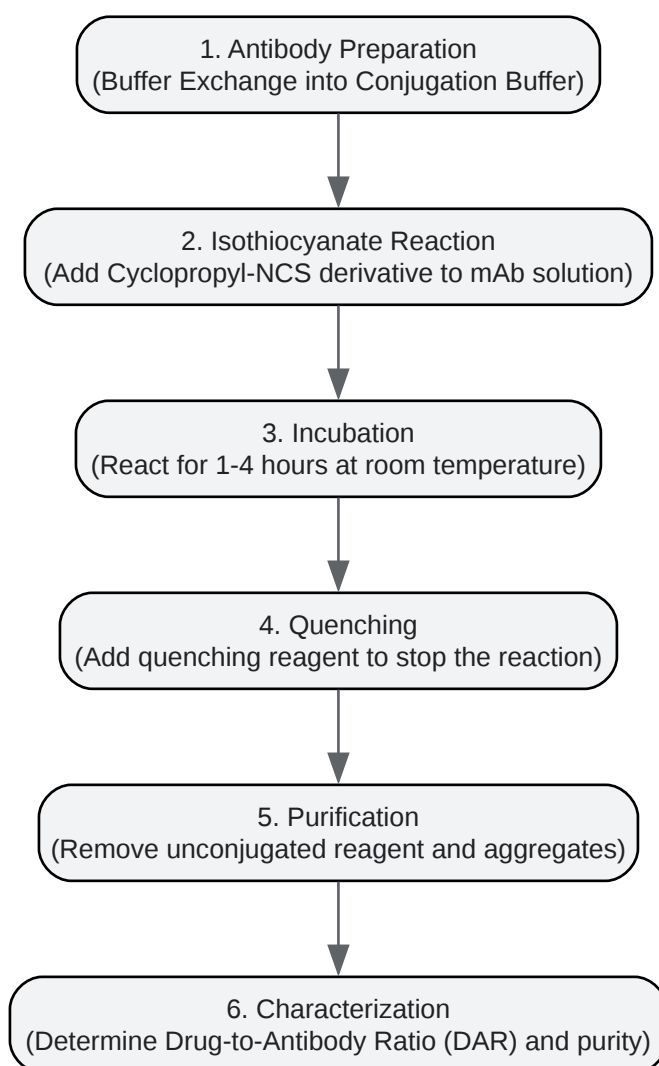 1. Antibody Preparation
(Buffer Exchange into Conjugation Buffer)
2. Isothiocyanate Reaction
(Add Cyclopropyl-NCS derivative to mAb solution)
3. Incubation
(React for 1-4 hours at room temperature)
4. Quenching
(Add quenching reagent to stop the reaction)
5. Purification
(Remove unconjugated reagent and aggregates)
6. Characterization
(Determine Drug-to-Antibody Ratio (DAR) and purity)